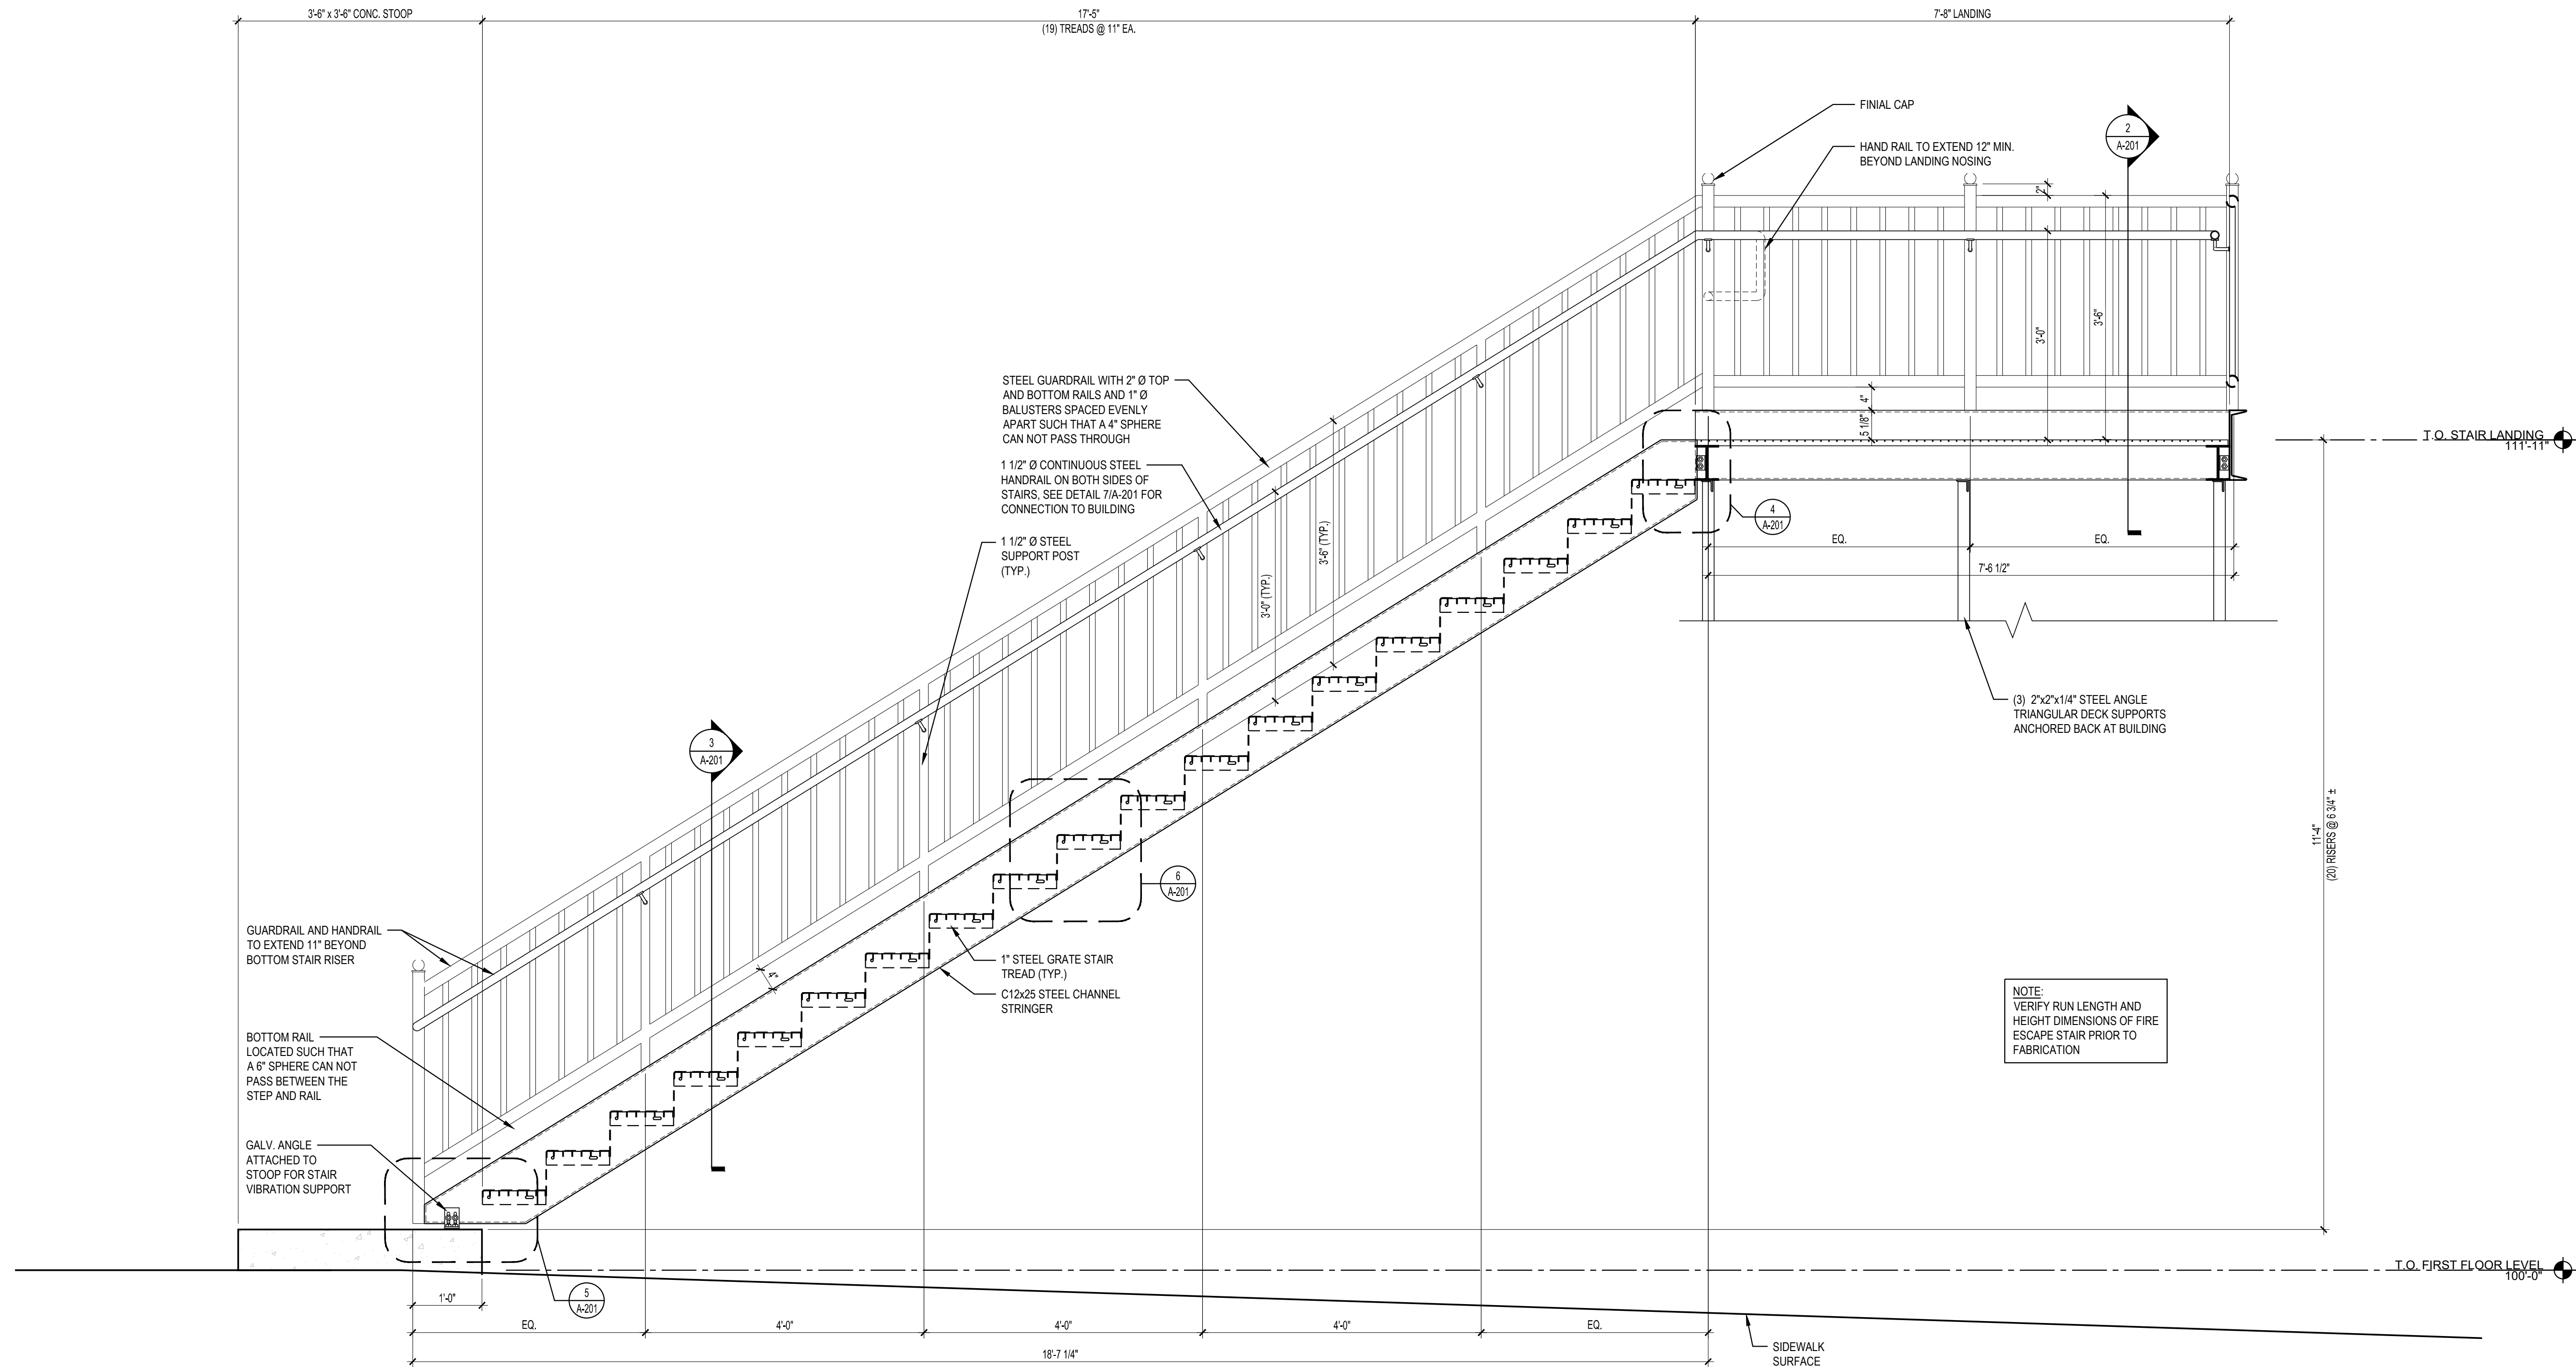 3'-6" x 3'-6" CONC. STOOP
17'-5"
(19) TREADS @ 11" EA.
7'-8" LANDING
FINIAL CAP
HAND RAIL TO EXTEND 12" MIN.
BEYOND LANDING NOSING
2
A-201
2"
3'-0"
3'-6"
4"
5 1/8"
STEEL GUARDRAIL WITH 2" Ø TOP
AND BOTTOM RAILS AND 1" Ø
BALUSTERS SPACED EVENLY
APART SUCH THAT A 4" SPHERE
CAN NOT PASS THROUGH
1 1/2" Ø CONTINUOUS STEEL
HANDRAIL ON BOTH SIDES OF
STAIRS, SEE DETAIL 7/A-201 FOR
CONNECTION TO BUILDING
1 1/2" Ø STEEL
SUPPORT POST
(TYP.)
3'-0" (TYP.)
3'-6" (TYP.)
T.O. STAIR LANDING
111'-11"
4
A-201
EQ.
EQ.
7'-6 1/2"
(3) 2"x2"x1/4" STEEL ANGLE
TRIANGULAR DECK SUPPORTS
ANCHORED BACK AT BUILDING
3
A-201
11'-4"
(20) RISERS @ 6 3/4" ±
6
A-201
GUARDRAIL AND HANDRAIL
TO EXTEND 11" BEYOND
BOTTOM STAIR RISER
4"
1" STEEL GRATE STAIR
TREAD (TYP.)
C12x25 STEEL CHANNEL
STRINGER
NOTE:
VERIFY RUN LENGTH AND
HEIGHT DIMENSIONS OF FIRE
ESCAPE STAIR PRIOR TO
FABRICATION
BOTTOM RAIL
LOCATED SUCH THAT
A 6" SPHERE CAN NOT
PASS BETWEEN THE
STEP AND RAIL
GALV. ANGLE
ATTACHED TO
STOOP FOR STAIR
VIBRATION SUPPORT
T.O. FIRST FLOOR LEVEL
100'-0"
1'-0"
5
A-201
EQ.
4'-0"
4'-0"
4'-0"
EQ.
18'-7 1/4"
SIDEWALK
SURFACE